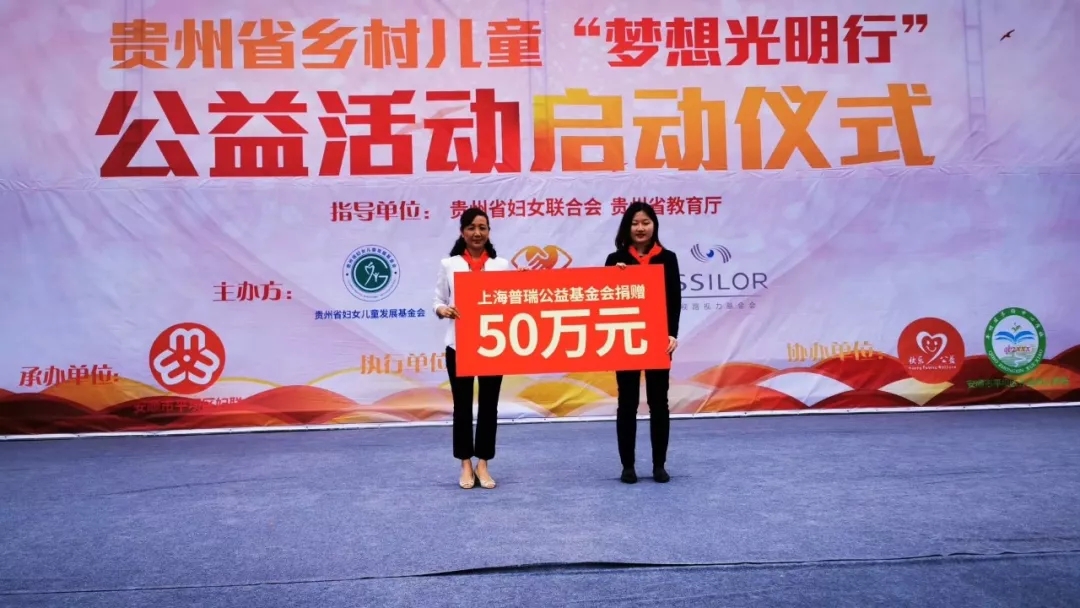 贵州省乡村儿童“梦想光明行”
公益活动启动仪式
指导单位：贵州省妇女联合会 贵州省教育厅
主办方：
贵州省妇女儿童发展基金会
SSILOR
上海普瑞公益基金会捐赠
50万元
承办单位：
执行单位
协办单位：
快乐 公益